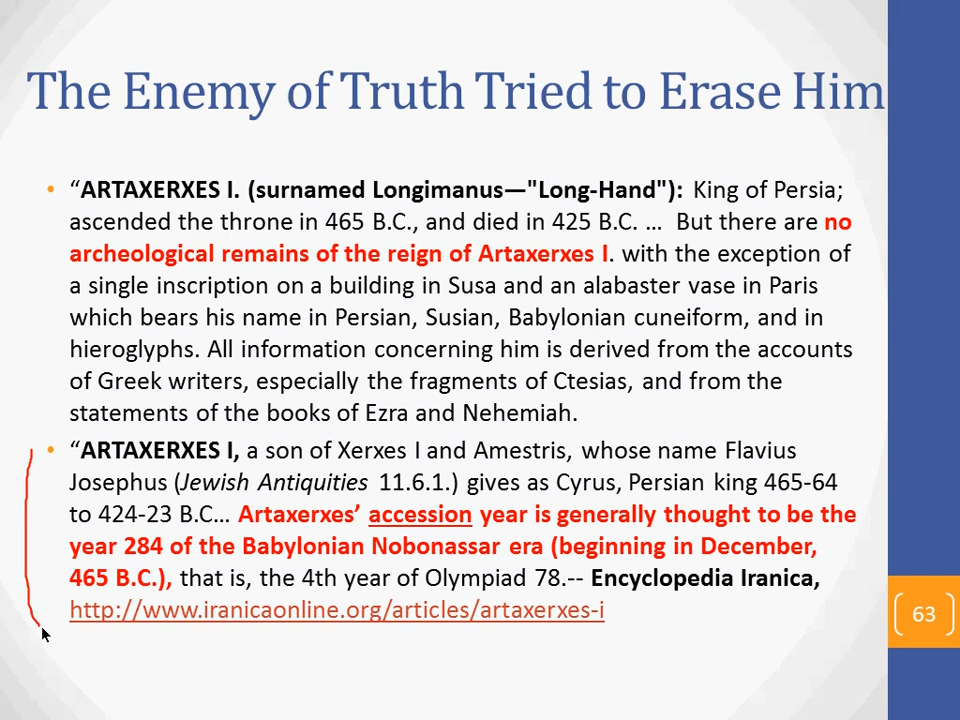 The Enemy of Truth Tried to Erase Him
• “ARTAXERXES I. (surnamed Longimanus—"Long-Hand"): King of Persia;
ascended the throne in 465 B.C., and died in 425 B.C. … But there are no
archeological remains of the reign of Artaxerxes I. with the exception of
a single inscription on a building in Susa and an alabaster vase in Paris
which bears his name in Persian, Susian, Babylonian cuneiform, and in
hieroglyphs. All information concerning him is derived from the accounts
of Greek writers, especially the fragments of Ctesias, and from the
statements of the books of Ezra and Nehemiah.
• “ARTAXERXES I, a son of Xerxes I and Amestris, whose name Flavius
Josephus (Jewish Antiquities 11.6.1.) gives as Cyrus, Persian king 465-64
to 424-23 B.C… Artaxerxes’ accession year is generally thought to be the
year 284 of the Babylonian Nobonassar era (beginning in December,
465 B.C.), that is, the 4th year of Olympiad 78.-- Encyclopedia Iranica,
http://www.iranicaonline.org/articles/artaxerxes-i
63